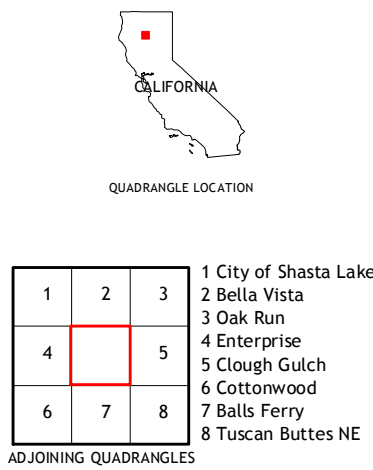 CALIFORNIA
QUADRANGLE LOCATION
1 2 3
4 5
6 7 8
1 City of Shasta Lake
2 Bella Vista
3 Oak Run
4 Enterprise
5 Clough Gulch
6 Cottonwood
7 Balls Ferry
8 Tuscan Buttes NE
ADJOINING QUADRANGLES